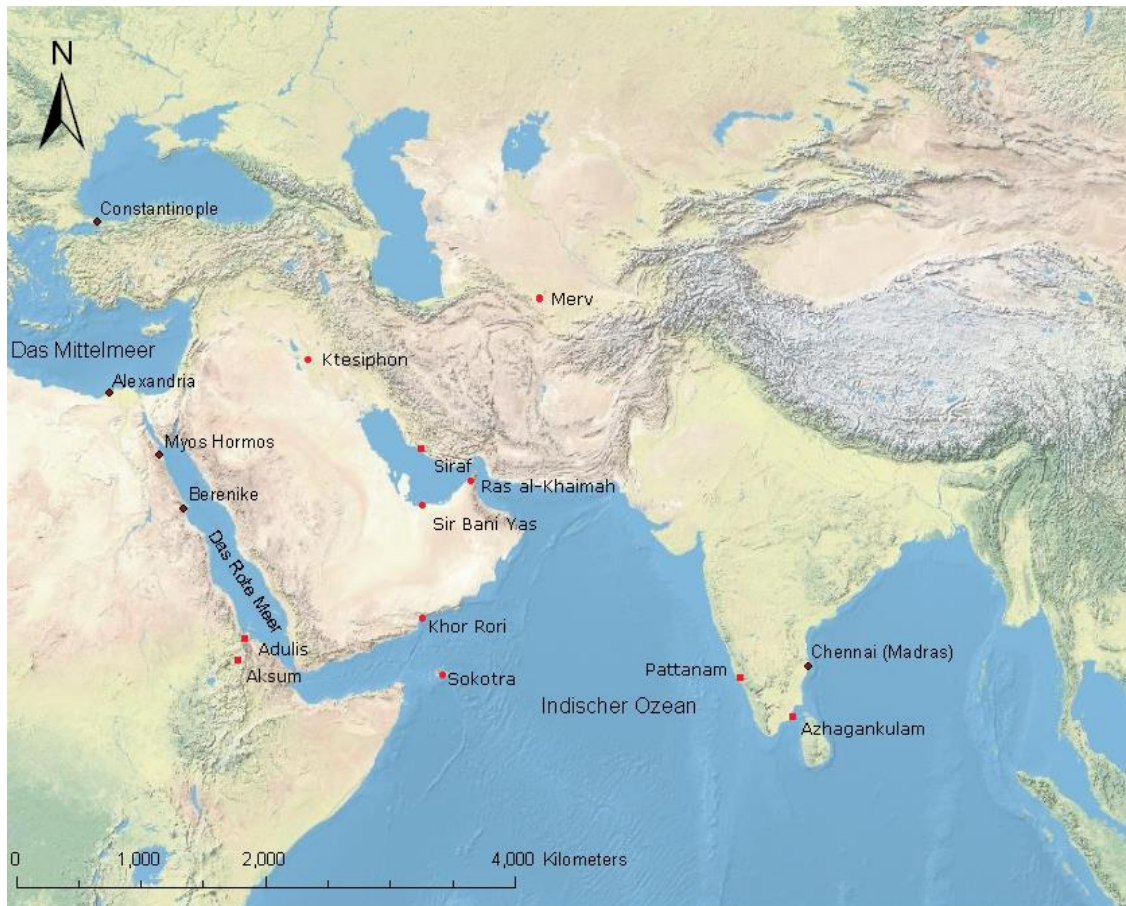 N
Constantinople
Merv
Das Mittelmeer
Ktesiphon
Alexandria
Myos Hormos
Siraf
Ras al-Khaimah
Berenike
Sir Bani Yas
Das Rote Meer
Khor Rori
Adulis
Chennai (Madras)
Aksum
Pattanam
Sokotra
Indischer Ozean
Azhagankulam
0 1,000 2,000 4,000 Kilometers